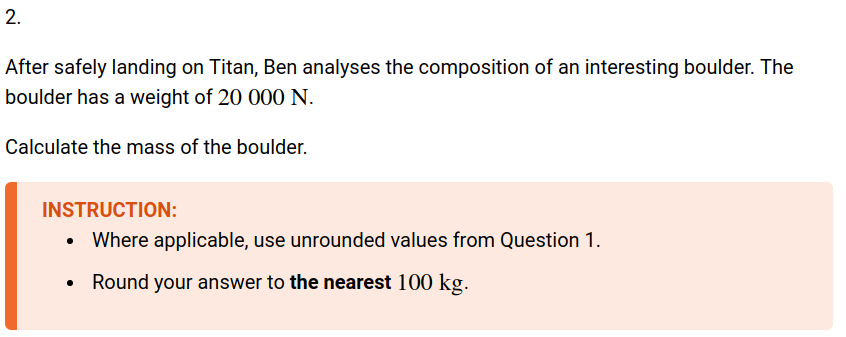 2.
After safely landing on Titan, Ben analyses the composition of an interesting boulder. The
boulder has a weight of 20 000 N.
Calculate the mass of the boulder.
INSTRUCTION:
• Where applicable, use unrounded values from Question 1.
• Round your answer to the nearest 100 kg.